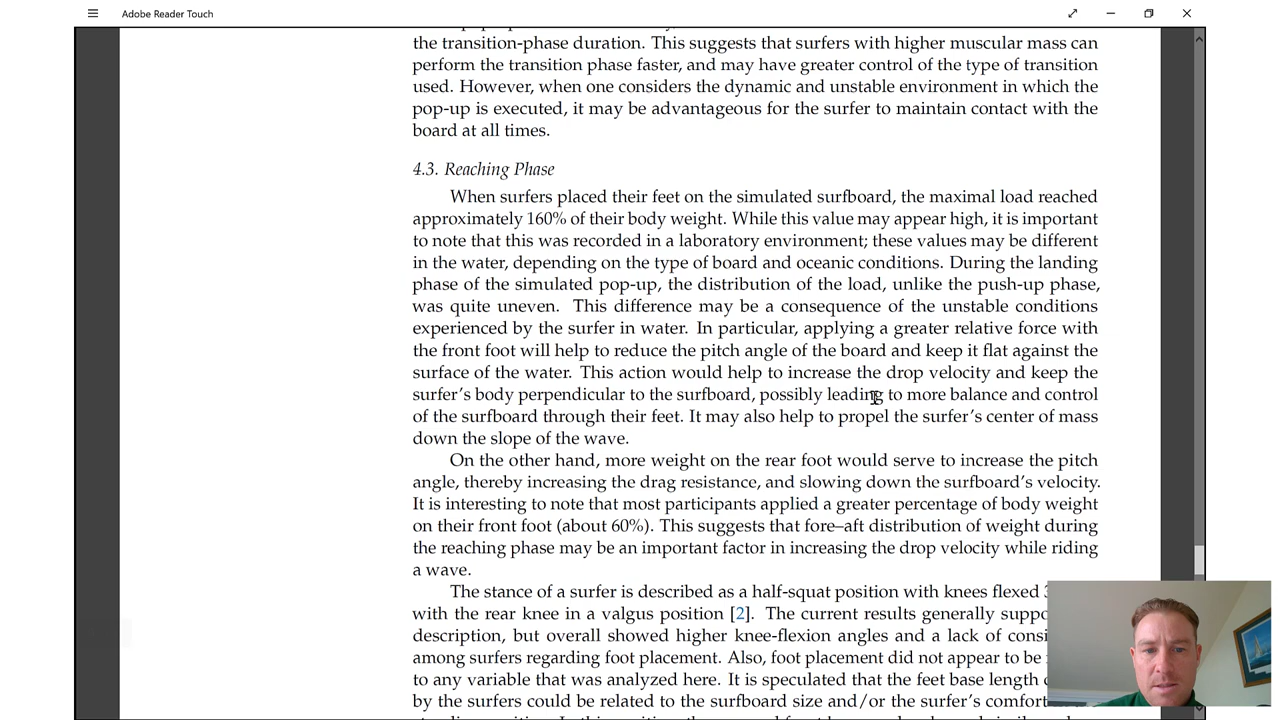 Adobe Reader Touch
the transition-phase duration. This suggests that surfers with higher muscular mass can
perform the transition phase faster, and may have greater control of the type of transition
used. However, when one considers the dynamic and unstable environment in which the
pop-up is executed, it may be advantageous for the surfer to maintain contact with the
board at all times.
4.3. Reaching Phase
When surfers placed their feet on the simulated surfboard, the maximal load reached
approximately 160% of their body weight. While this value may appear high, it is important
to note that this was recorded in a laboratory environment; these values may be different
in the water, depending on the type of board and oceanic conditions. During the landing
phase of the simulated pop-up, the distribution of the load, unlike the push-up phase,
was quite uneven. This difference may be a consequence of the unstable conditions
experienced by the surfer in water. In particular, applying a greater relative force with
the front foot will help to reduce the pitch angle of the board and keep it flat against the
surface of the water. This action would help to increase the drop velocity and keep the
surfer's body perpendicular to the surfboard, possibly leading to more balance and control
of the surfboard through their feet. It may also help to propel the surfer's center of mass
down the slope of the wave.
On the other hand, more weight on the rear foot would serve to increase the pitch
angle, thereby increasing the drag resistance, and slowing down the surfboard's velocity.
It is interesting to note that most participants applied a greater percentage of body weight
on their front foot (about 60%). This suggests that fore–aft distribution of weight during
the reaching phase may be an important factor in increasing the drop velocity while riding
a wave.
The stance of a surfer is described as a half-squat position with knees flexed
with the rear knee in a valgus position [2]. The current results generally
description, but overall showed higher knee-flexion angles and a lack of
among surfers regarding foot placement. Also, foot placement did not appear to be
to any variable that was analyzed here. It is speculated that the feet base length
by the surfers could be related to the surfboard size and/or the surfer's